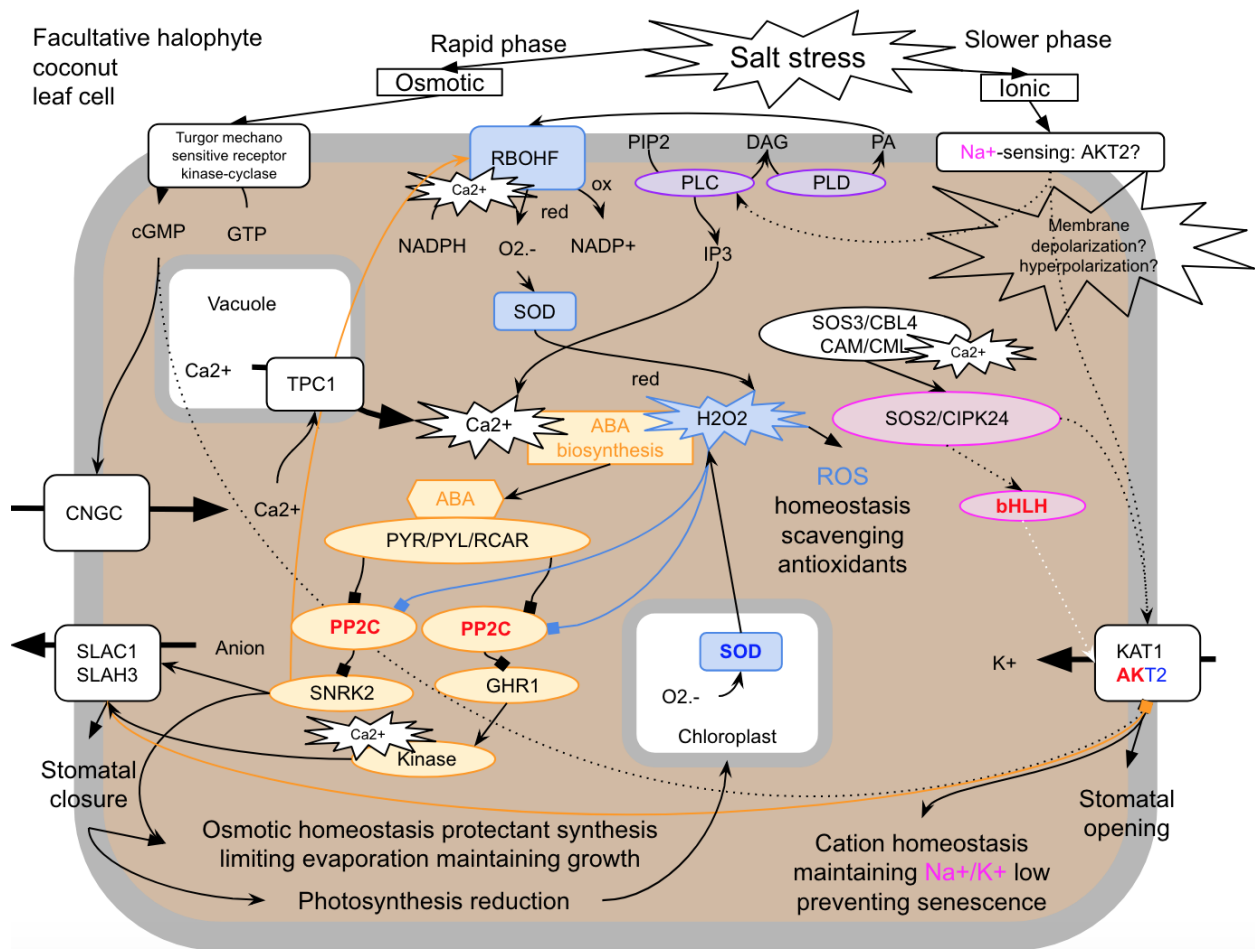 Facultative halophyte
coconut
leaf cell
Rapid phase
Salt stress
Slower phase
Osmotic
Ionic
Turgor mechano
sensitive receptor
kinase-cyclase
RBOHF
PIP2
DAG
PA
Na+-sensing: AKT2?
Ca2+
ox
PLC
PLD
red
cGMP
GTP
NADPH
O2.-
NADP+
IP3
Membrane
depolarization?
hyperpolarization?
Vacuole
SOD
SOS3/CBL4
CAM/CML
Ca2+
Ca2+
TPC1
red
Ca2+
ABA
biosynthesis
H2O2
SOS2/CIPK24
ROS
homeostasis
scavenging
antioxidants
ABA
bHLH
CNGC
Ca2+
PYR/PYL/RCAR
PP2C
PP2C
SLAC1
SLAH3
Anion
SOD
K+
KAT1
AKT2
SNRK2
GHR1
O2.-
Ca2+
Kinase
Chloroplast
Stomatal
closure
Stomatal
opening
Osmotic homeostasis protectant synthesis
limiting evaporation maintaining growth
Cation homeostasis
maintaining Na+/K+ low
preventing senescence
Photosynthesis reduction